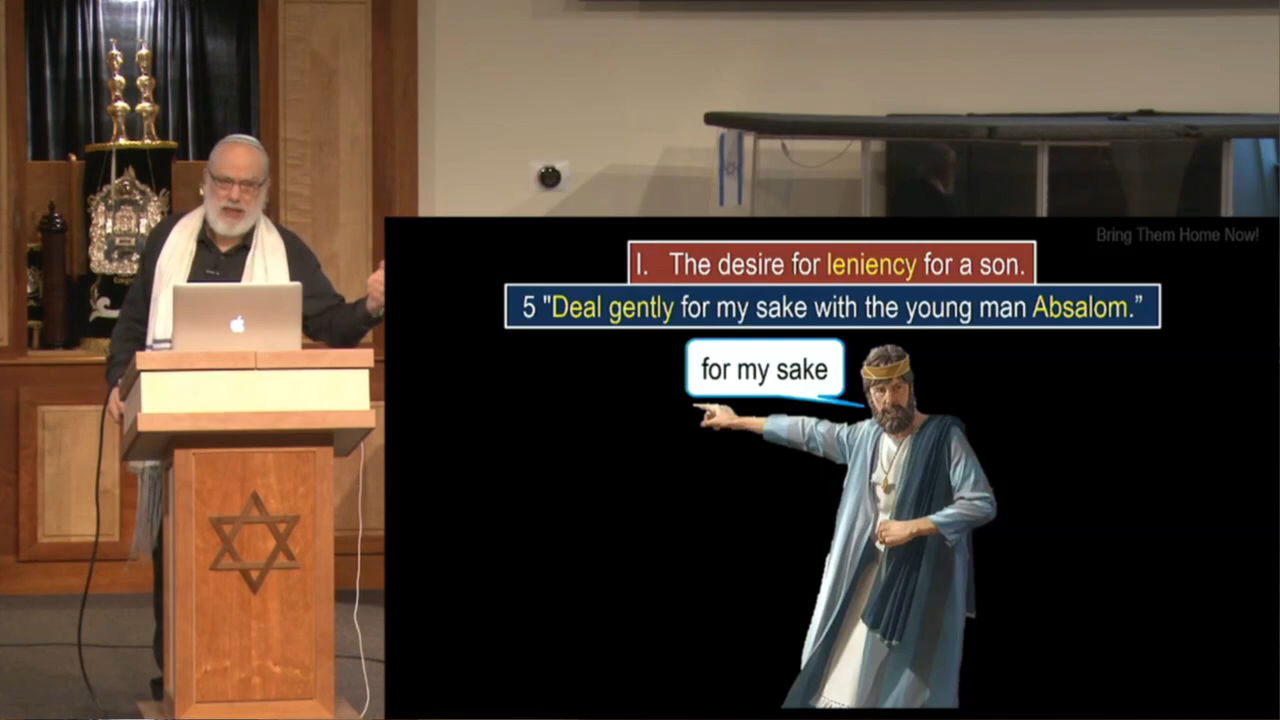 Bring Them Home Now!
I. The desire for leniency for a son.
5 "Deal gently for my sake with the young man Absalom.”
for my sake